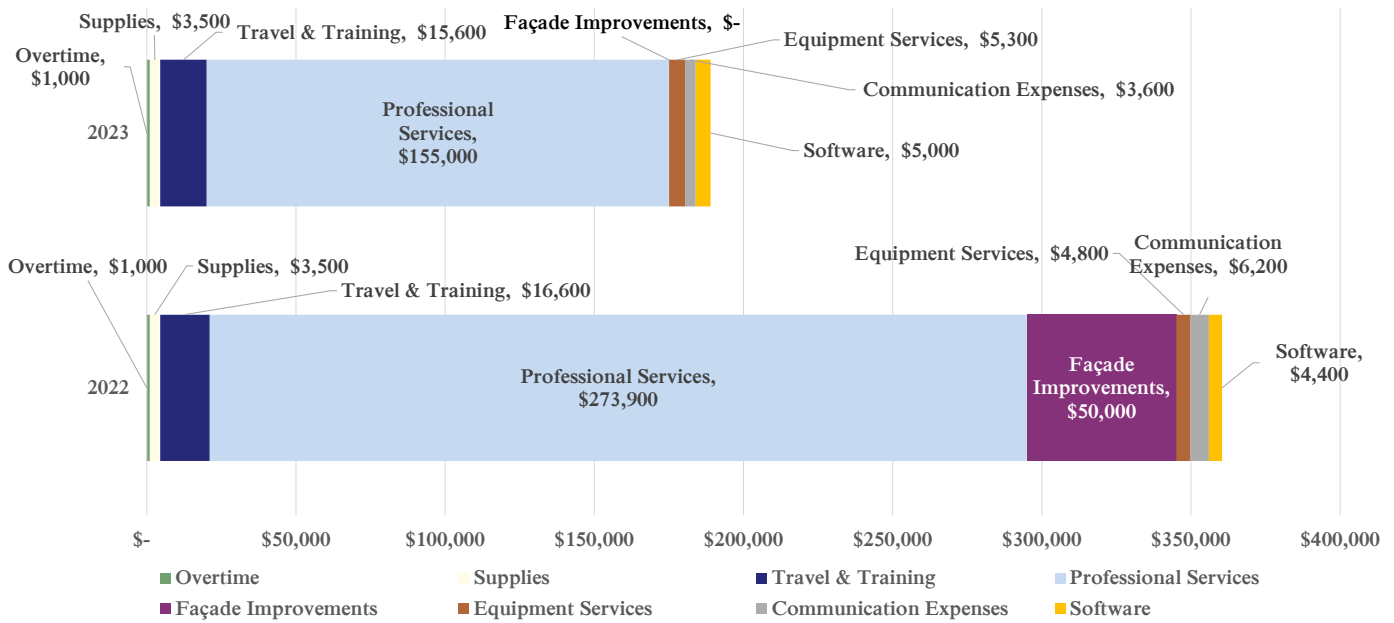 Supplies, $3,500
Travel & Training, $15,600
Façade Improvements, $-
Equipment Services, $5,300
Overtime,
$1,000
Communication Expenses, $3,600
Professional
Services,
$155,000
2023
Software, $5,000
Overtime, $1,000
Supplies, $3,500
Travel & Training, $16,600
Equipment Services, $4,800
Communication
Expenses, $6,200
Professional Services,
$273,900
Façade
Improvements,
$50,000
Software,
$4,400
2022
$-
$50,000
$100,000
$150,000
$200,000
$250,000
$300,000
$350,000
$400,000
Overtime
Supplies
Travel & Training
Professional Services
Façade Improvements
Equipment Services
Communication Expenses
Software